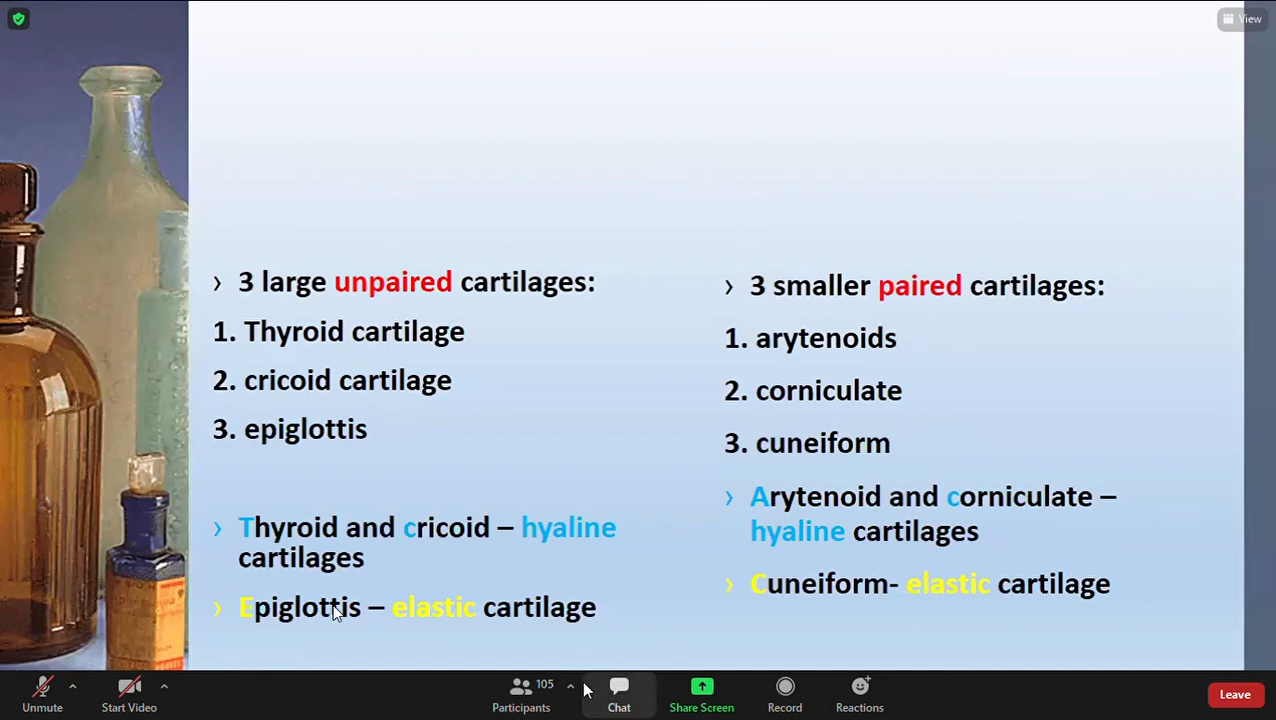 View
› 3 large unpaired cartilages:
1. Thyroid cartilage
2. cricoid cartilage
3. epiglottis
› Thyroid and cricoid – hyaline
cartilages
› Epiglottis – elastic cartilage
› 3 smaller paired cartilages:
1. arytenoids
2. corniculate
3. cuneiform
› Arytenoid and corniculate –
hyaline cartilages
› Cuneiform- elastic cartilage
Unmute
Start Video
105
Participants
Chat
Share Screen
Record
Reactions
Leave